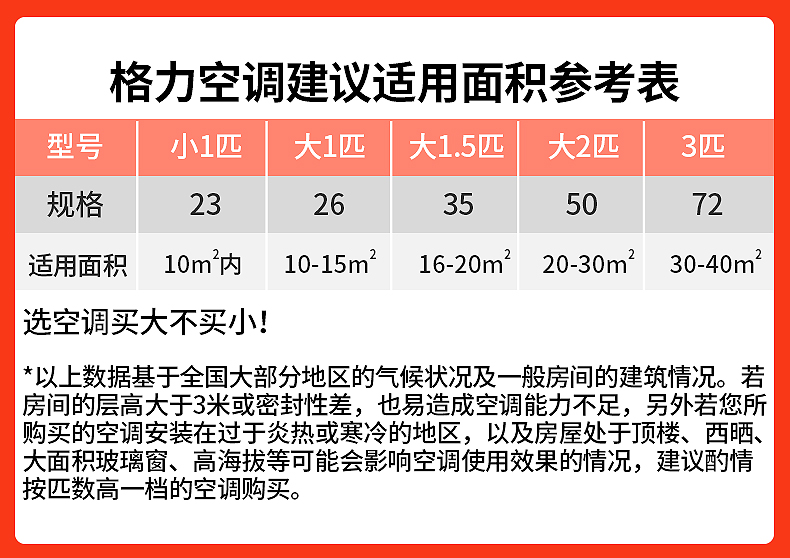 格力空调建议适用面积参考表
型号 小1匹 大1匹 大1.5匹 大2匹 3匹
规格 23 26 35 50 72
适用面积 10m²内 10-15m² 16-20m² 20-30m² 30-40m²
选空调买大不买小！
*以上数据基于全国大部分地区的气候状况及一般房间的建筑情况。若
房间的层高大于3米或密封性差，也易造成空调能力不足，另外若您所
购买的空调安装在过于炎热或寒冷的地区，以及房屋处于顶楼、西晒、
大面积玻璃窗、高海拔等可能会影响空调使用效果的情况，建议酌情
按匹数高一档的空调购买。